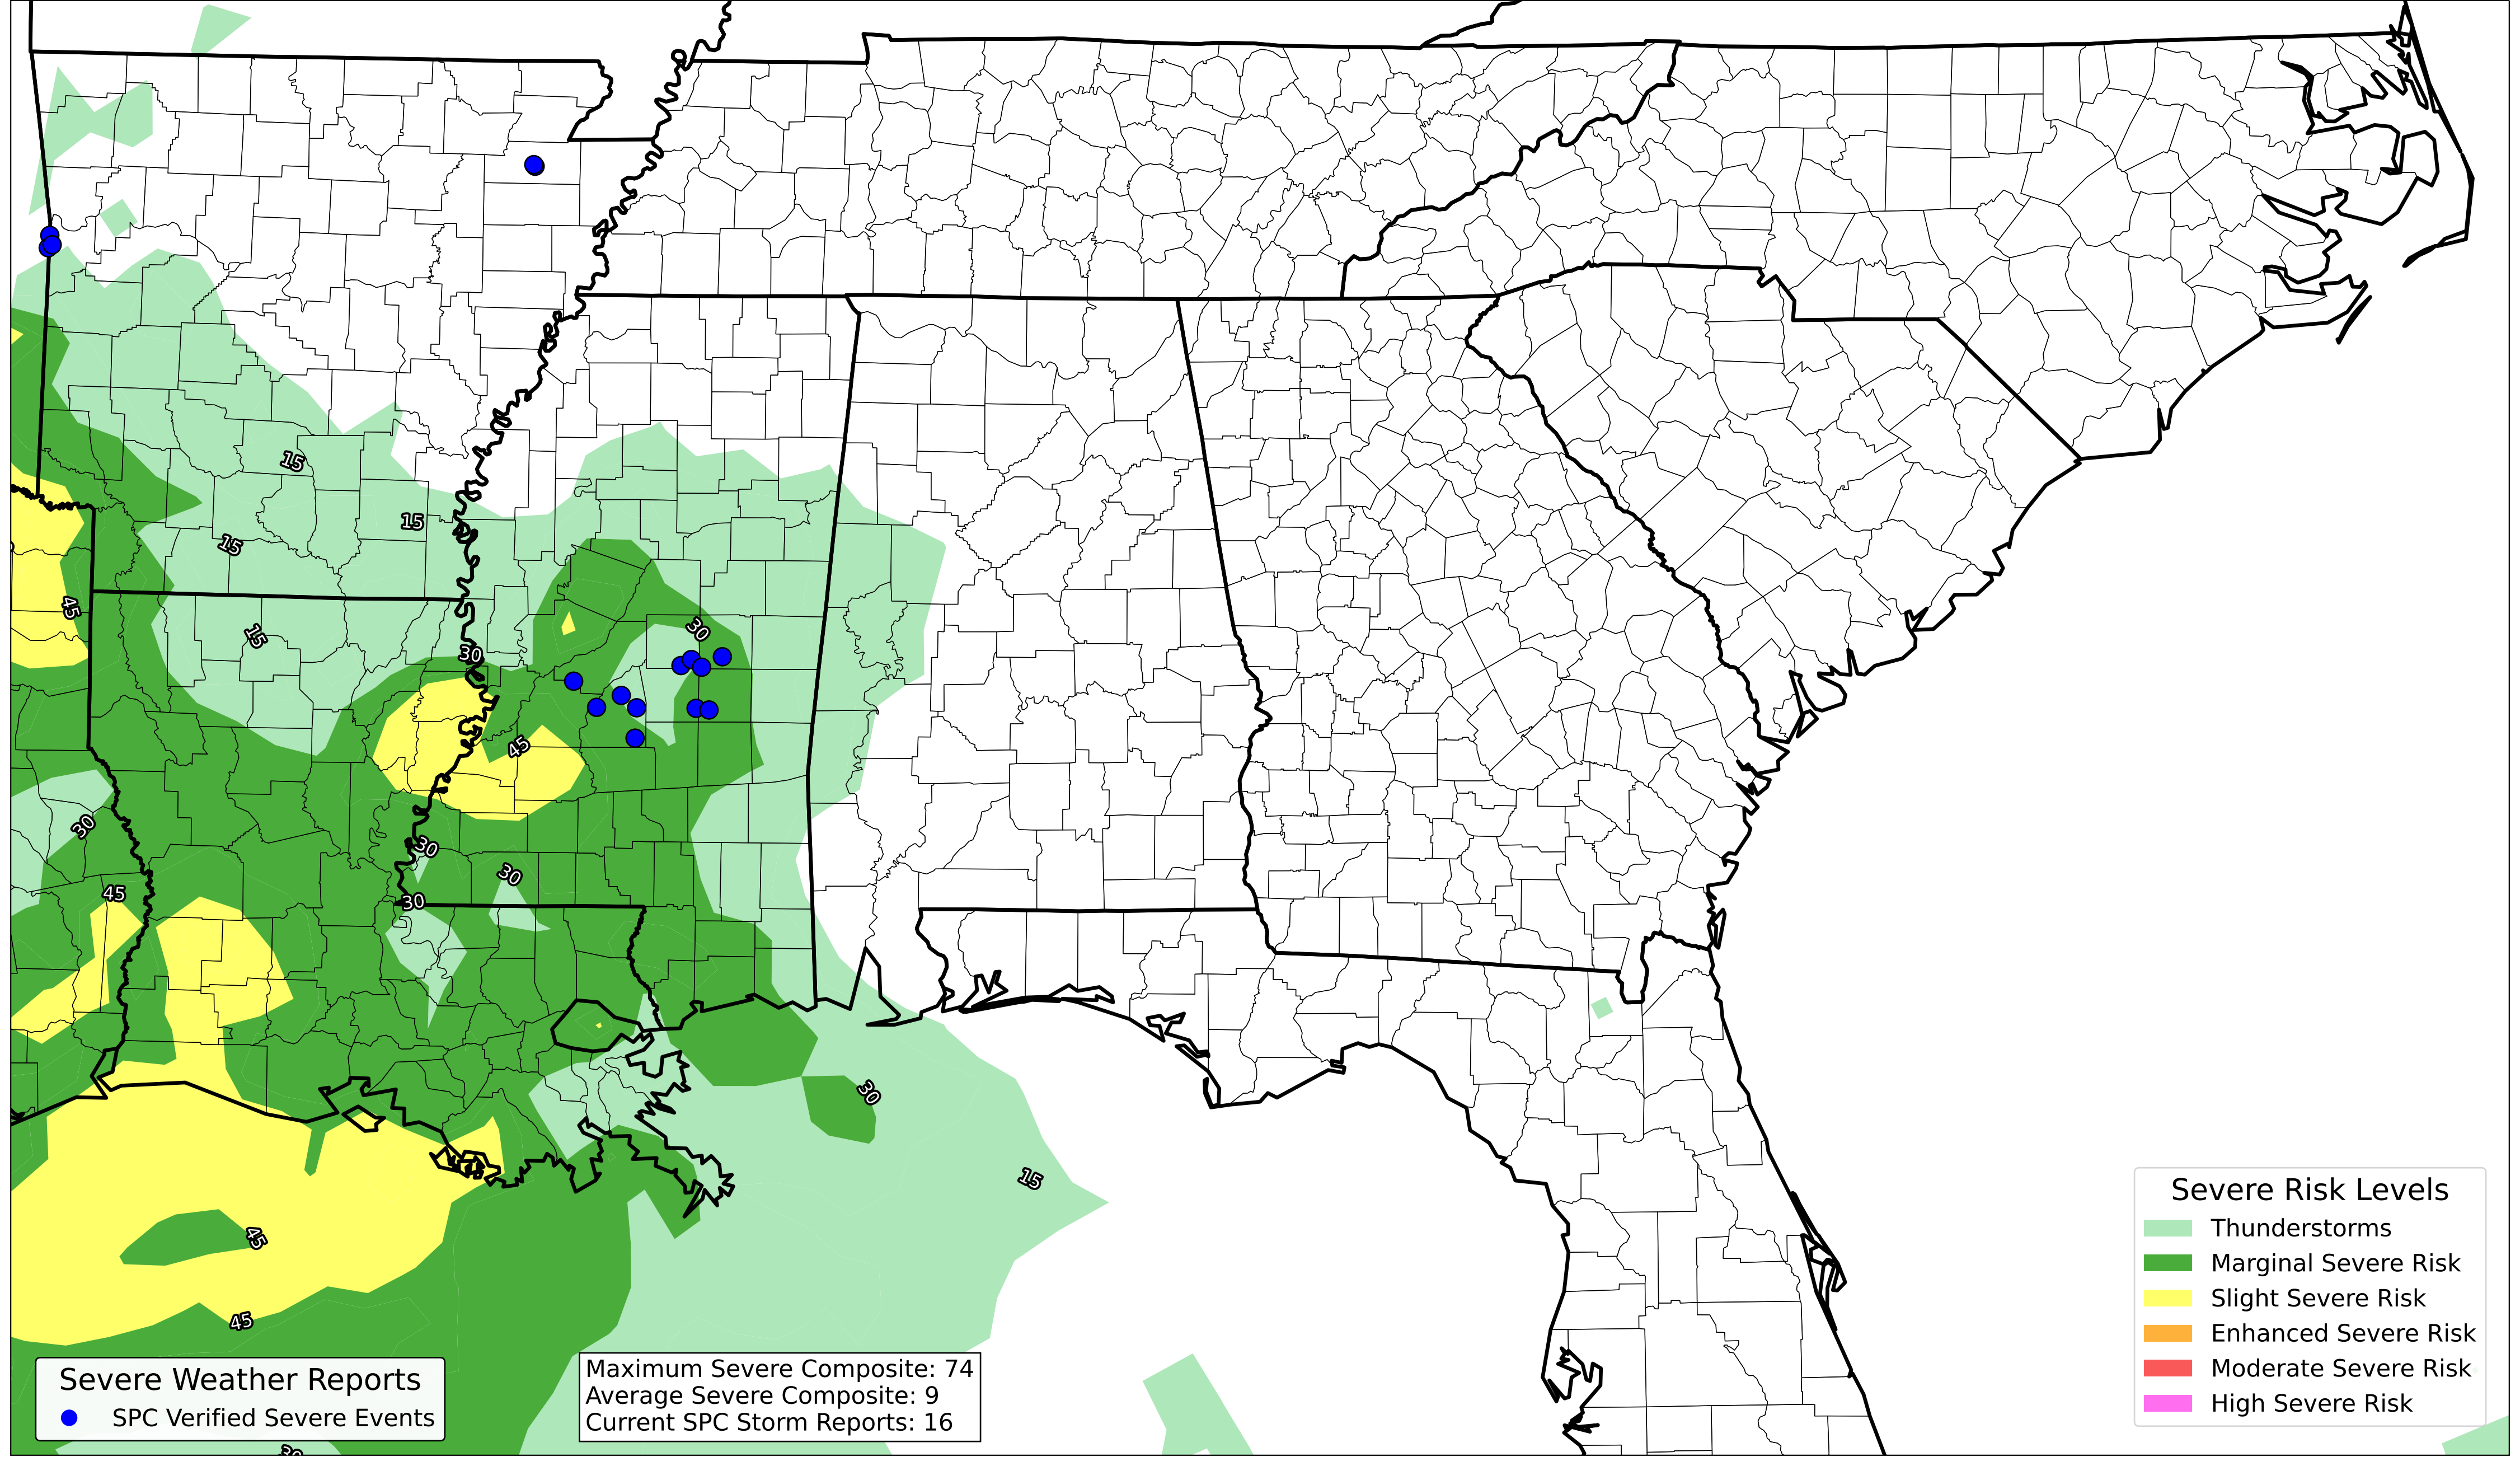 15
15
15
45
15
30
30
45
30
30
30
45
30
30
15
45
45
30
Severe Risk Levels
Thunderstorms
Marginal Severe Risk
Slight Severe Risk
Enhanced Severe Risk
Moderate Severe Risk
High Severe Risk
Severe Weather Reports
SPC Verified Severe Events
Maximum Severe Composite: 74
Average Severe Composite: 9
Current SPC Storm Reports: 16